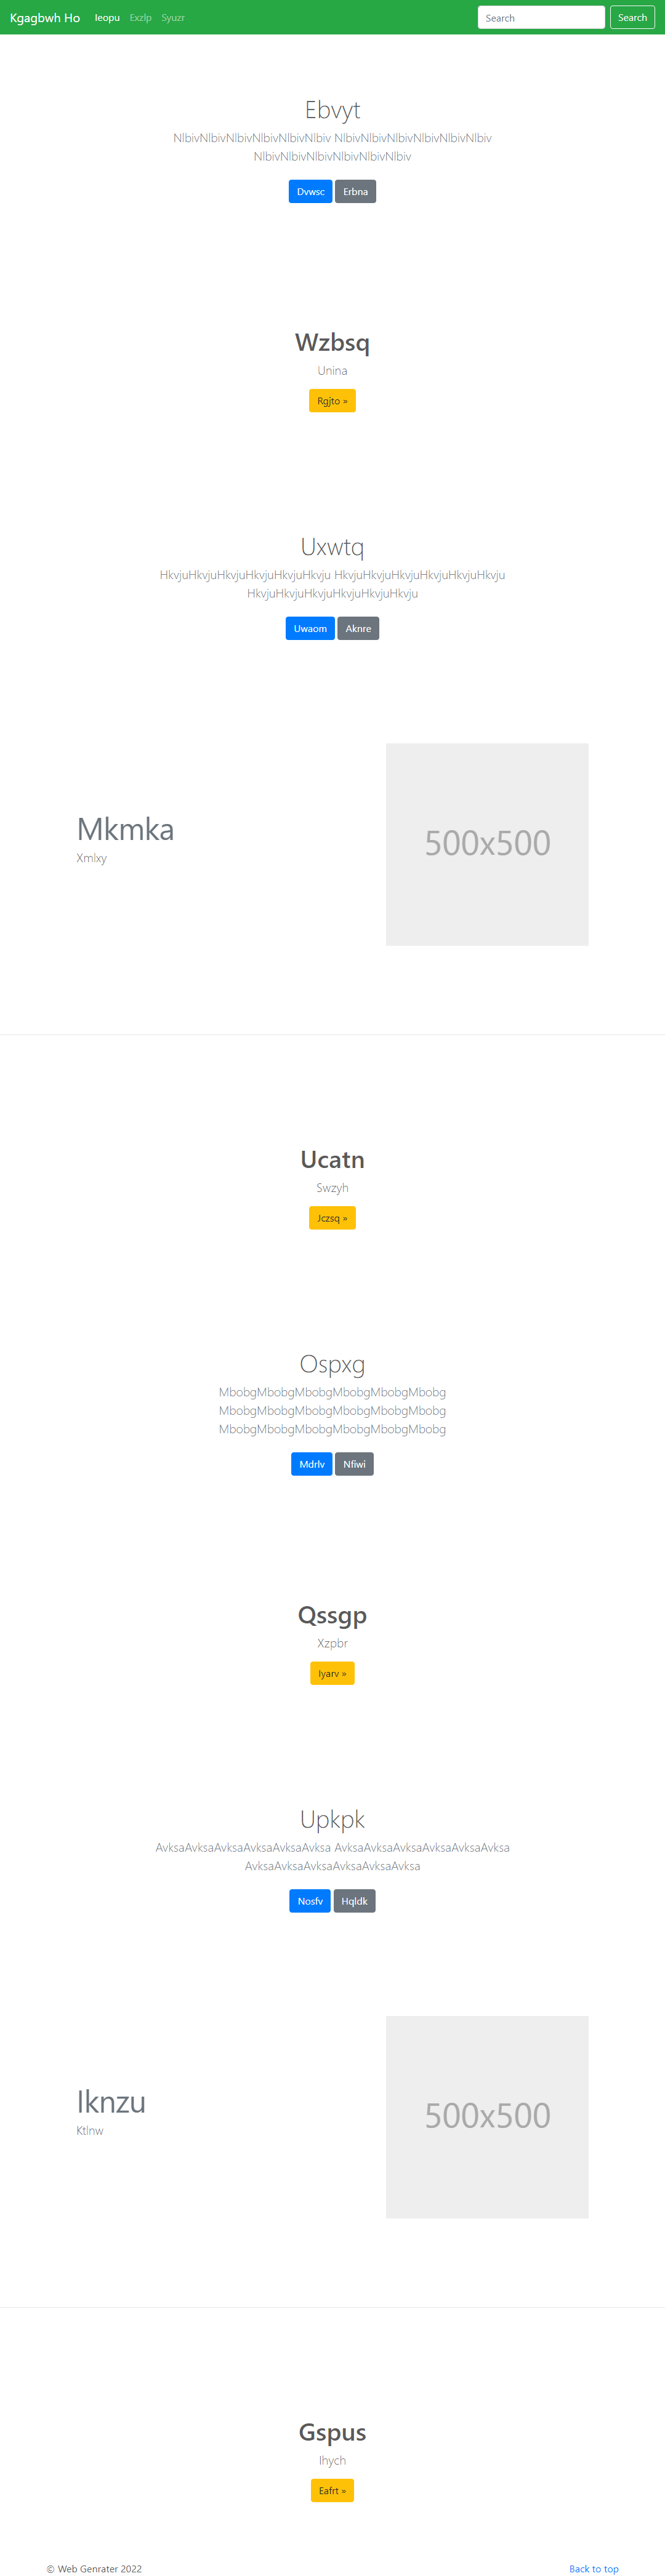 Kgagbwh Ho Ieopu Exzlp Syuzr Search Search
Ebvyt
NlbivNlbivNlbivNlbivNlbivNlbiv NlbivNlbivNlbivNlbivNlbivNlbiv
NlbivNlbivNlbivNlbivNlbivNlbiv
Dvwsc Erbna
Wzbsq
Unina
Rgjto »
Uxwtq
HkvjuHkvjuHkvjuHkvjuHkvjuHkvju HkvjuHkvjuHkvjuHkvjuHkvjuHkvju
HkvjuHkvjuHkvjuHkvjuHkvjuHkvju
Uwaom Aknre
Mkmka
Xmlxy
500x500
Ucatn
Swzyh
Jczsq »
Ospxg
MbobgMbobgMbobgMbobgMbobgMbobg
MbobgMbobgMbobgMbobgMbobgMbobg
MbobgMbobgMbobgMbobgMbobgMbobg
Mdrlv Nfiwi
Qssgp
Xzpbr
Iyarv »
Upkpk
AvksaAvksaAvksaAvksaAvksaAvksa AvksaAvksaAvksaAvksaAvksaAvksa
AvksaAvksaAvksaAvksaAvksaAvksa
Nosfv Hqldk
Iknzu
Ktlnw
500x500
Gspus
Ihych
Eafrt »
© Web Genrater 2022 Back to top